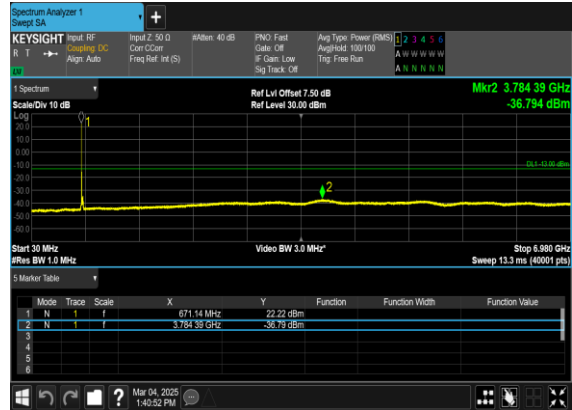 Spectrum Analyzer 1
Swept SA
+
KEYSIGHT
R T
Input: RF
Coupling: DC
Align: Auto
Input Z: 50 Ω
Corr CCorr
Freq Ref: Int (S)
#Atten: 40 dB
PNO: Fast
Gate: Off
IF Gain: Low
Sig Track: Off
Avg Type: Power (RMS)
Avg|Hold: 100/100
Trig: Free Run
1 2 3 4 5 6
A W W W W W
A N N N N N
1 Spectrum
Scale/Div 10 dB
Ref Lvl Offset 7.50 dB
Ref Level 30.00 dBm
Mkr2 3.784 39 GHz
-36.794 dBm
Log
20.0
10.0
0.00
-10.0
-20.0
-30.0
-40.0
-50.0
-60.0
1
2
DL1 -13.00 dBm
Start 30 MHz
#Res BW 1.0 MHz
Video BW 3.0 MHz*
Stop 6.980 GHz
Sweep 13.3 ms (40001 pts)
5 Marker Table
Mode Trace Scale X Y Function Function Width Function Value
1 N 1 f 671.14 MHz 22.22 dBm
2 N 1 f 3.784 39 GHz -36.79 dBm
3
4
5
6
?
Mar 04, 2025
1:40:52 PM